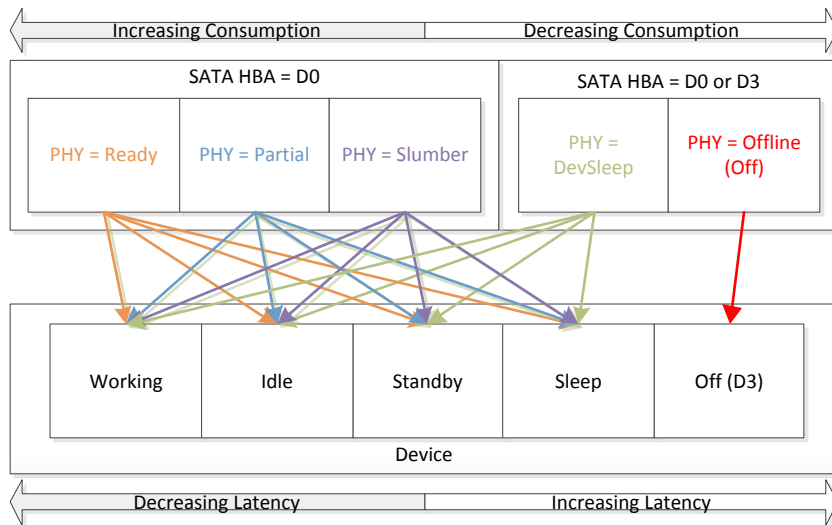 Increasing Consumption
Decreasing Consumption
SATA HBA = D0
SATA HBA = D0 or D3
PHY = Ready
PHY = Partial
PHY = Slumber
PHY =
DevSleep
PHY = Offline
(Off)
Working
Idle
Standby
Sleep
Off (D3)
Device
Decreasing Latency
Increasing Latency